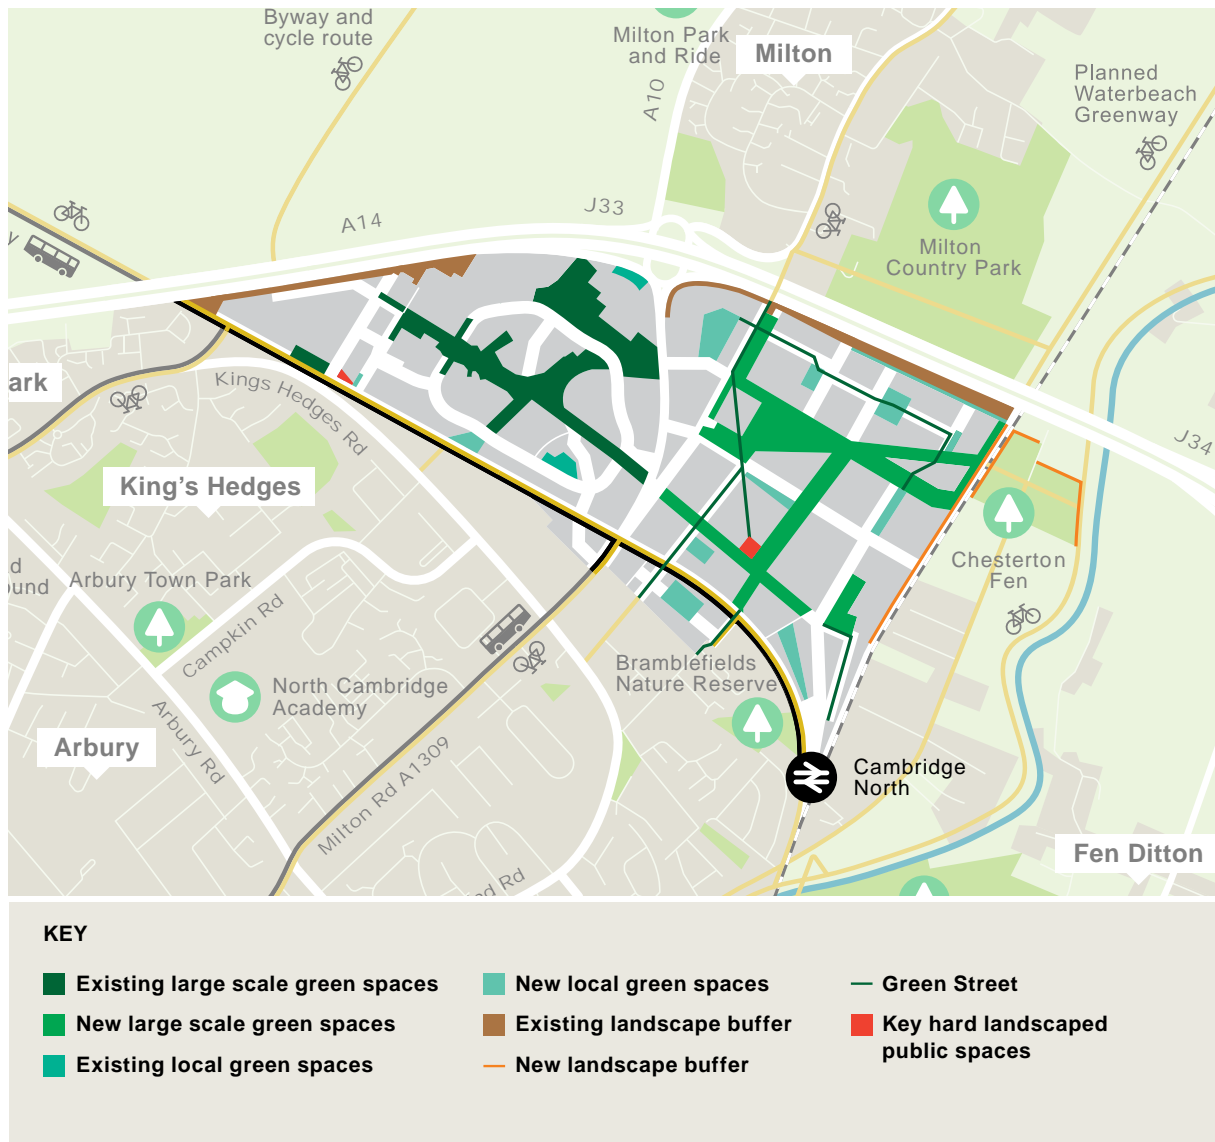 Byway and
cycle route
Milton Park
and Ride
Milton
A10
Planned
Waterbeach
Greenway
A14
J33
Milton
Country Park
ark
Kings Hedges Rd
J34
King's Hedges
Arbury Town Park
Campkin Rd
Chesterton
Fen
North Cambridge
Academy
Bramblefields
Nature Reserve
Arbury
Arbury Rd
Milton Rd A1309
Cambridge
North
Fen Ditton
Rd
KEY
Existing large scale green spaces
New large scale green spaces
Existing local green spaces
New local green spaces
Existing landscape buffer
New landscape buffer
Green Street
Key hard landscaped
public spaces